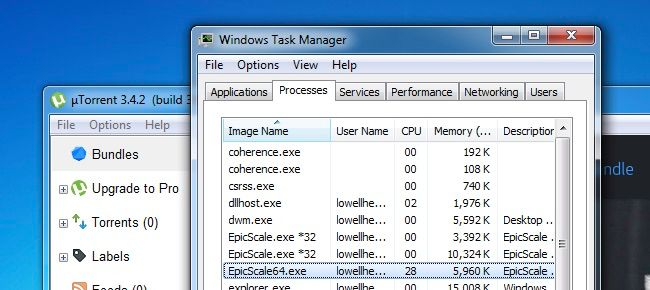 Windows Task Manager
File Options View Help
Applications Processes Services Performance Networking Users
Image Name User Name CPU Memory (... Description
coherence.exe 00 192 K
coherence.exe 00 108 K
csrss.exe 00 740 K
dllhost.exe lowellhe... 02 1,976 K
dwm.exe lowellhe... 00 5,592 K Desktop ...
EpicScale.exe *32 lowellhe... 00 3,392 K EpicScale ...
EpicScale.exe *32 lowellhe... 00 10,324 K EpicScale ...
EpicScale64.exe lowellhe... 28 5,960 K EpicScale ...
explorer.exe lowellhe... 00 15,008 K Windows
µTorrent 3.4.2 (build 3
File Options Help
Bundles
Upgrade to Pro
Torrents (0)
Labels
Feeds (0)
ndle